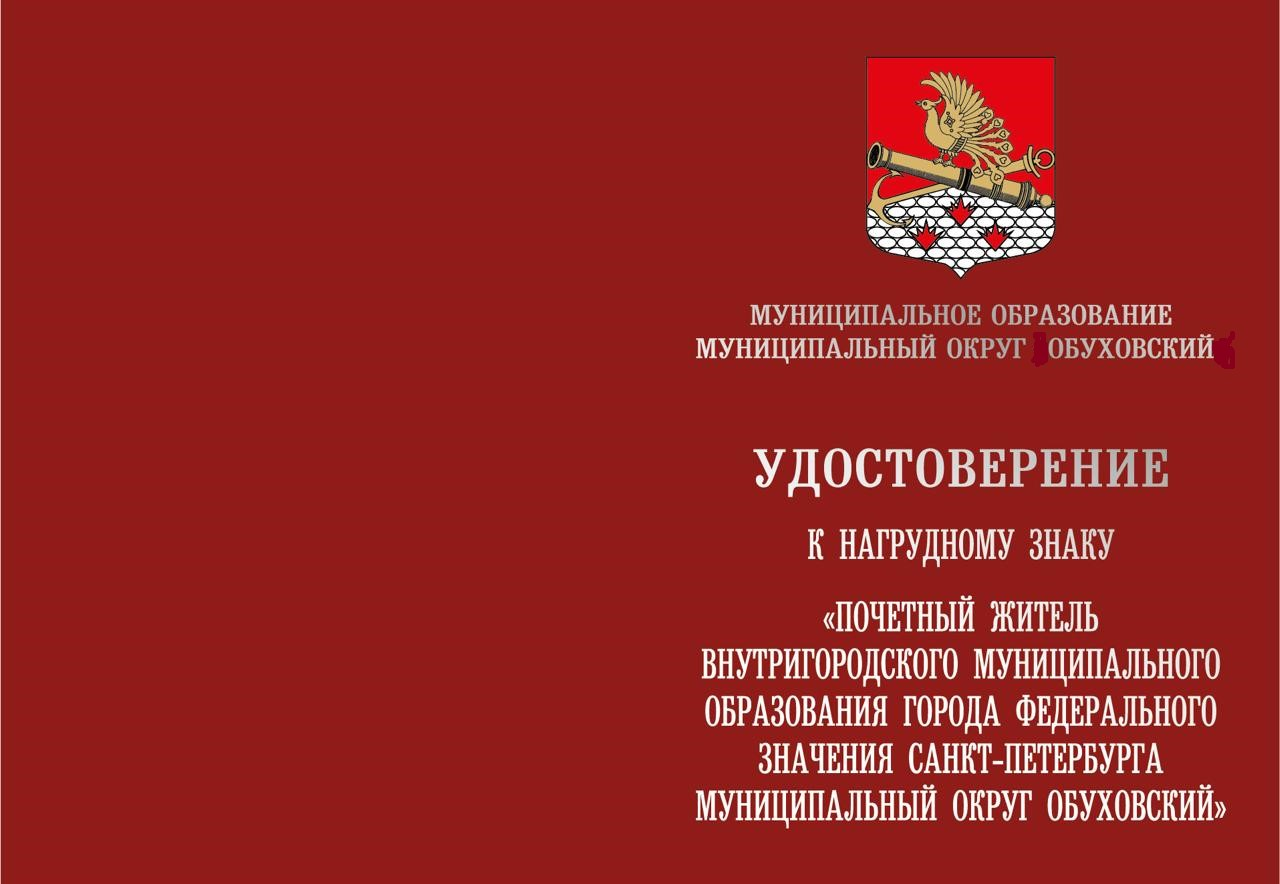 МУНИЦИПАЛЬНОЕ ОБРАЗОВАНИЕ
МУНИЦИПАЛЬНЫЙ ОКРУГ ОБУХОВСКИЙ
УДОСТОВЕРЕНИЕ
К НАГРУДНОМУ ЗНАКУ
«ПОЧЕТНЫЙ ЖИТЕЛЬ
ВНУТРИГОРОДСКОГО МУНИЦИПАЛЬНОГО
ОБРАЗОВАНИЯ ГОРОДА ФЕДЕРАЛЬНОГО
ЗНАЧЕНИЯ САНКТ-ПЕТЕРБУРГА
МУНИЦИПАЛЬНЫЙ ОКРУГ ОБУХОВСКИЙ»